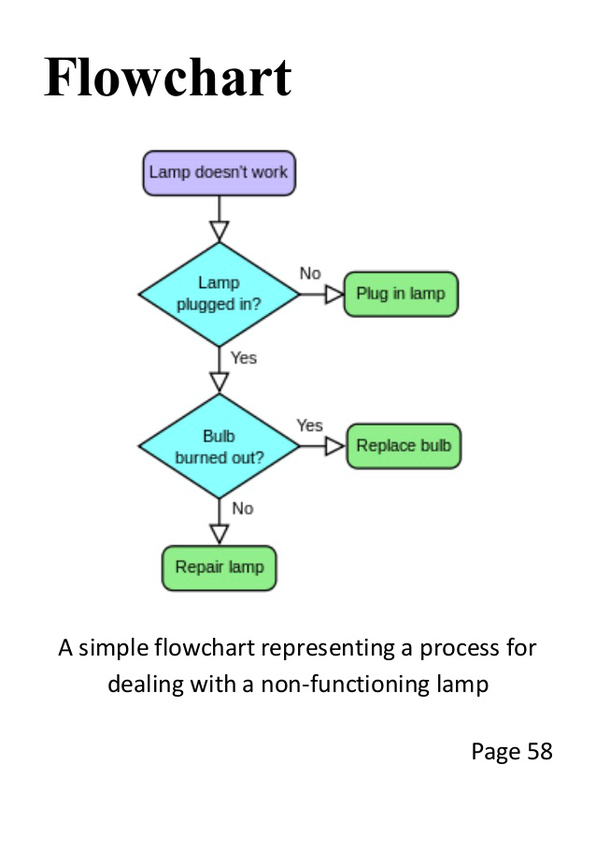 Flowchart
Lamp doesn't work
Lamp
plugged in?
No
Plug in lamp
Yes
Bulb
burned out?
Yes
Replace bulb
No
Repair lamp
A simple flowchart representing a process for
dealing with a non-functioning lamp
Page 58